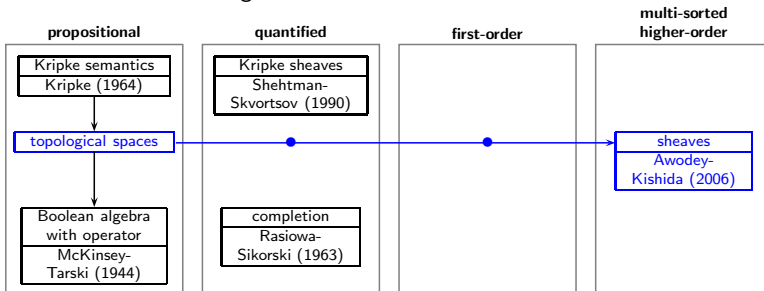 propositional
quantified
first-order
multi-sorted
higher-order
Kripke semantics
Kripke (1964)
Kripke sheaves
Shehtman-
Skvortsov (1990)
topological spaces
sheaves
Awodey-
Kishida (2006)
Boolean algebra
with operator
McKinsey-
Tarski (1944)
completion
Rasiowa-
Sikorski (1963)